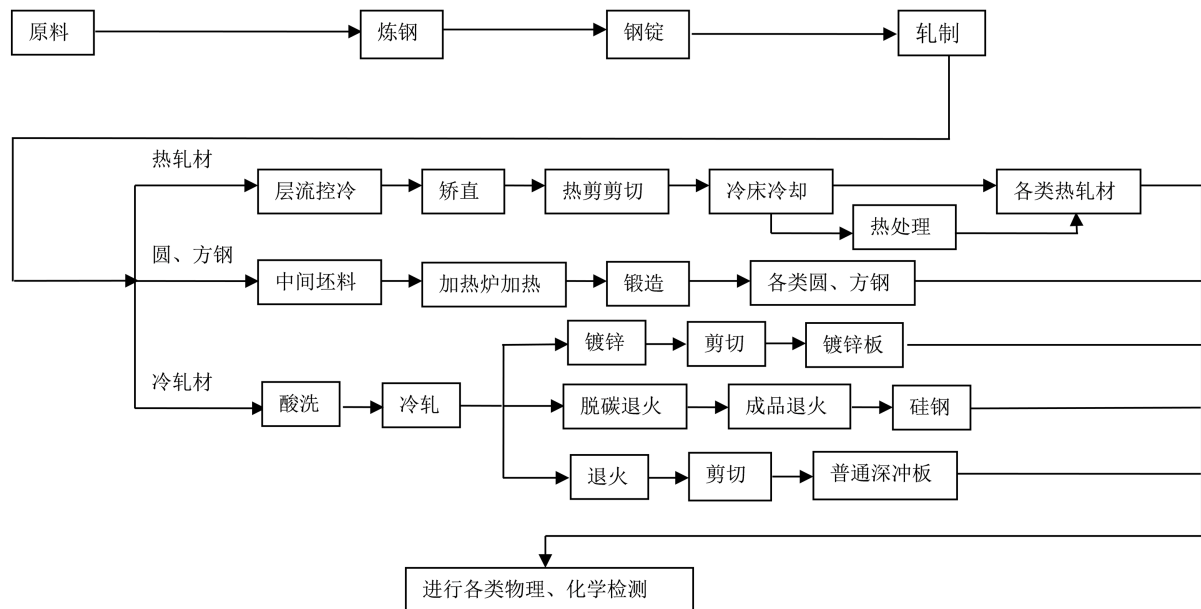 原料
炼钢
钢锭
轧制
热轧材
层流控冷
矫直
热剪剪切
冷床冷却
各类热轧材
热处理
圆、方钢
中间坯料
加热炉加热
锻造
各类圆、方钢
镀锌
剪切
镀锌板
冷轧材
酸洗
冷轧
脱碳退火
成品退火
硅钢
退火
剪切
普通深冲板
进行各类物理、化学检测